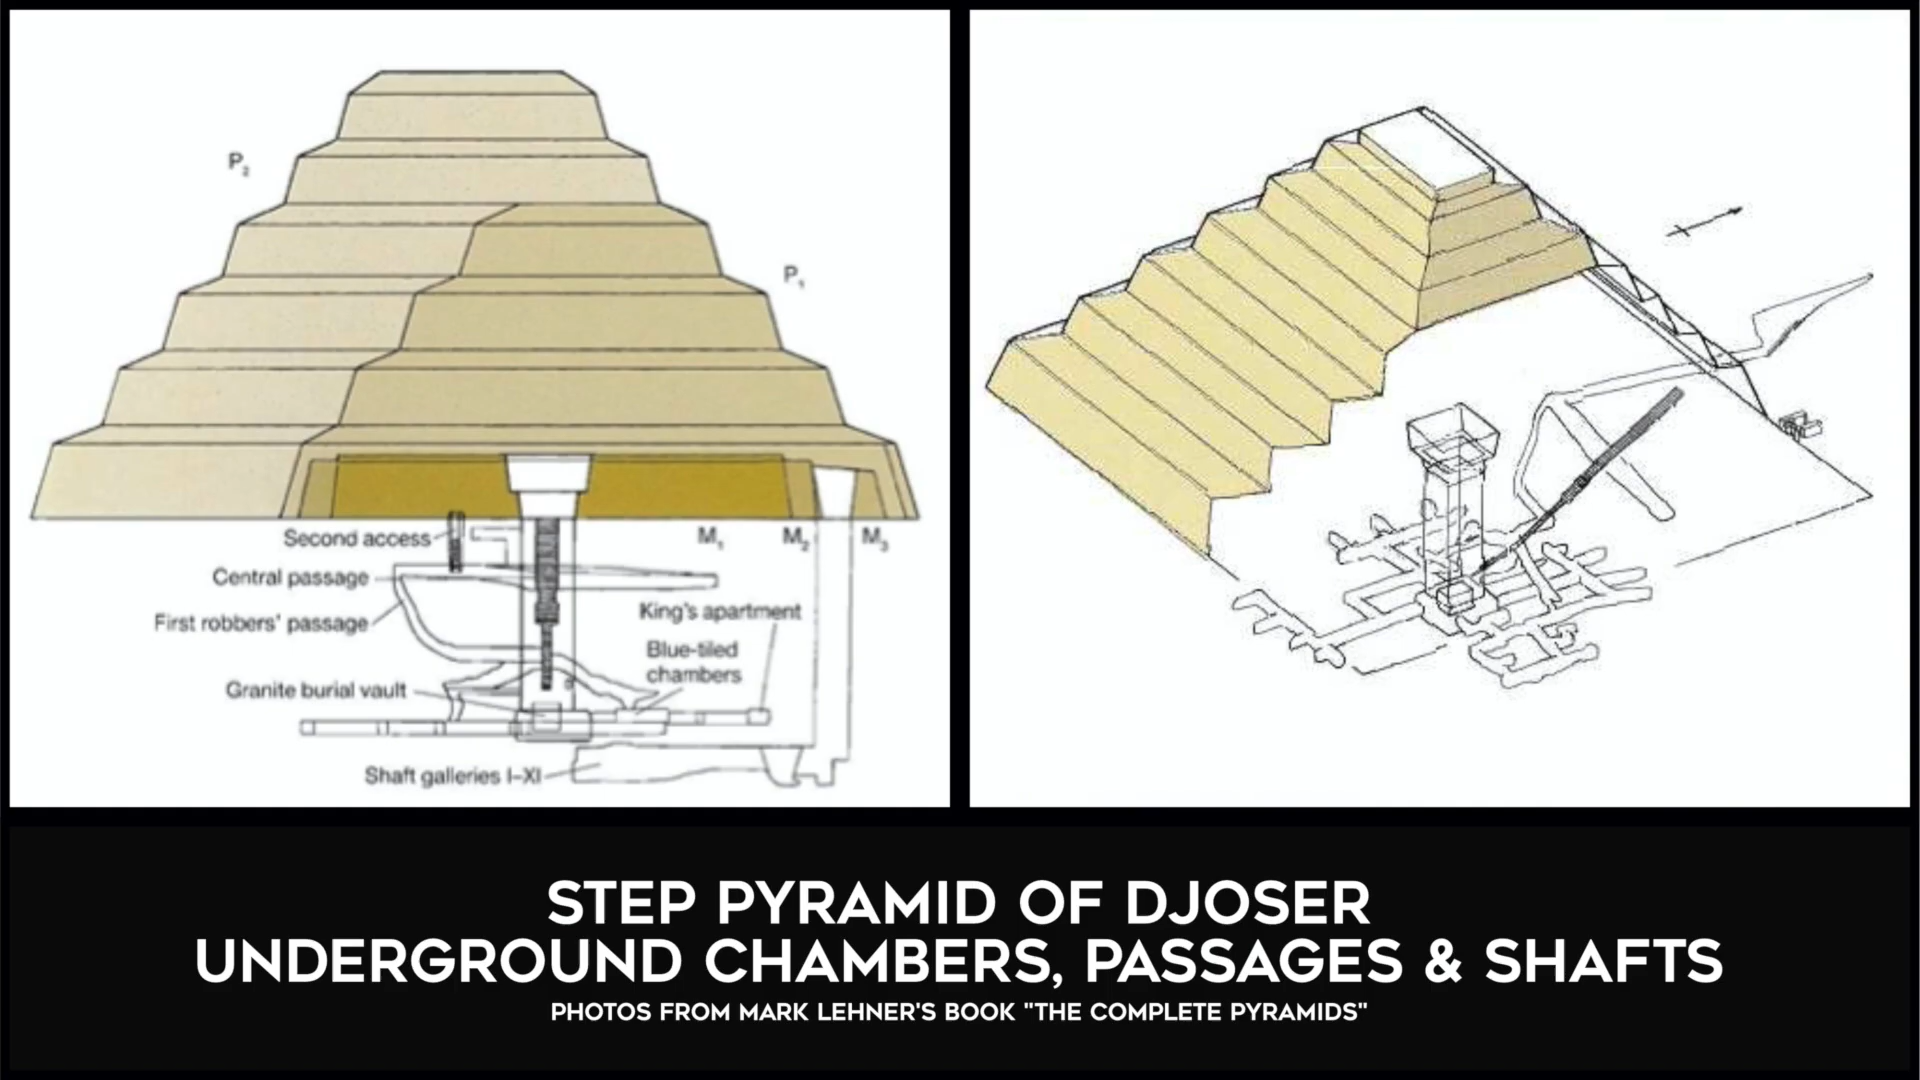 P₂
P₁
Second access
M₁
M₂
M₃
Central passage
First robbers' passage
King's apartment
Blue-tiled
chambers
Granite burial vault
Shaft galleries I–XI
STEP PYRAMID OF DJOSER
UNDERGROUND CHAMBERS, PASSAGES & SHAFTS
PHOTOS FROM MARK LEHNER'S BOOK "THE COMPLETE PYRAMIDS"